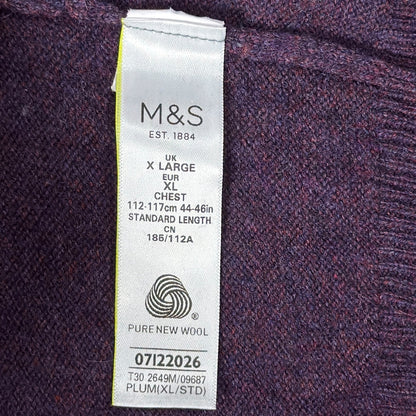 M&S
EST. 1884
UK
X LARGE
EUR
XL
CHEST
112-117cm 44-46in
STANDARD LENGTH
CN
185/112A
®
PURE NEW WOOL
07122026
T30 2649M/09687
PLUM(XL/STD)